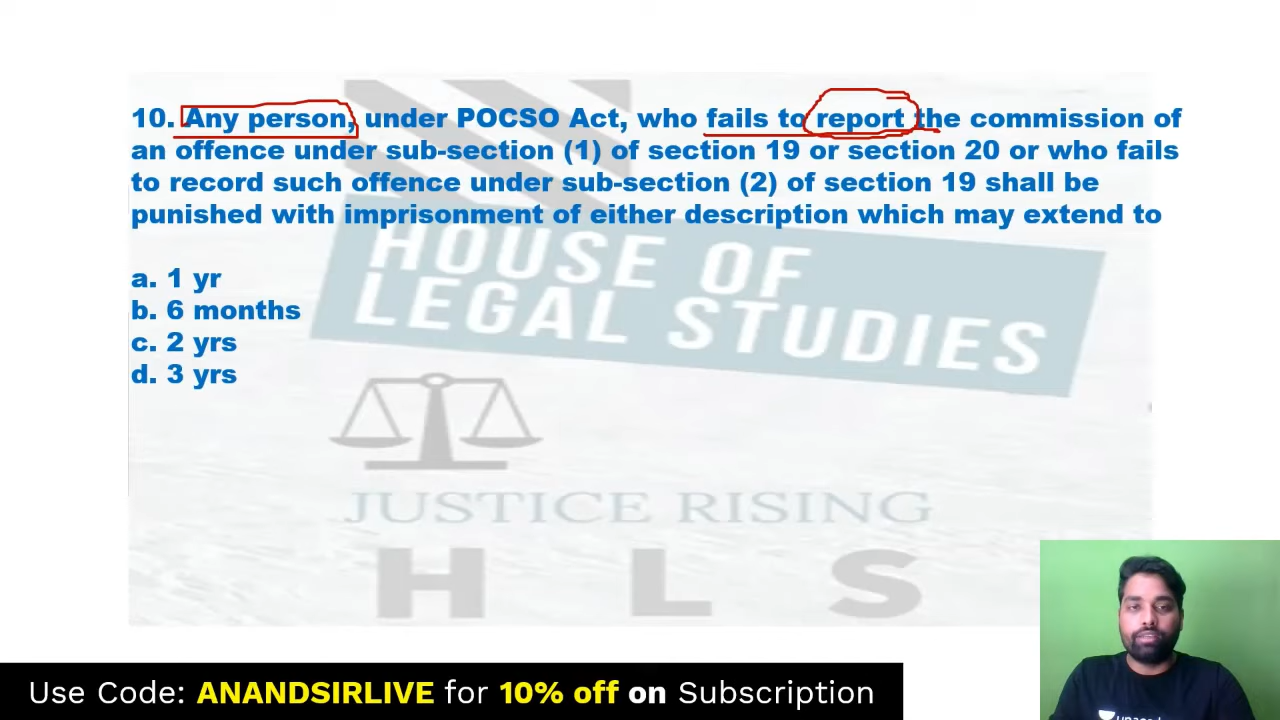 10. Any person, under POCSO Act, who fails to report the commission of
an offence under sub-section (1) of section 19 or section 20 or who fails
to record such offence under sub-section (2) of section 19 shall be
punished with imprisonment of either description which may extend to
a. 1 yr
b. 6 months
c. 2 yrs
d. 3 yrs
HOUSE OF
LEGAL STUDIES
JUSTICE RISING
H L S
Use Code: ANANDSIRLIVE for 10% off on Subscription